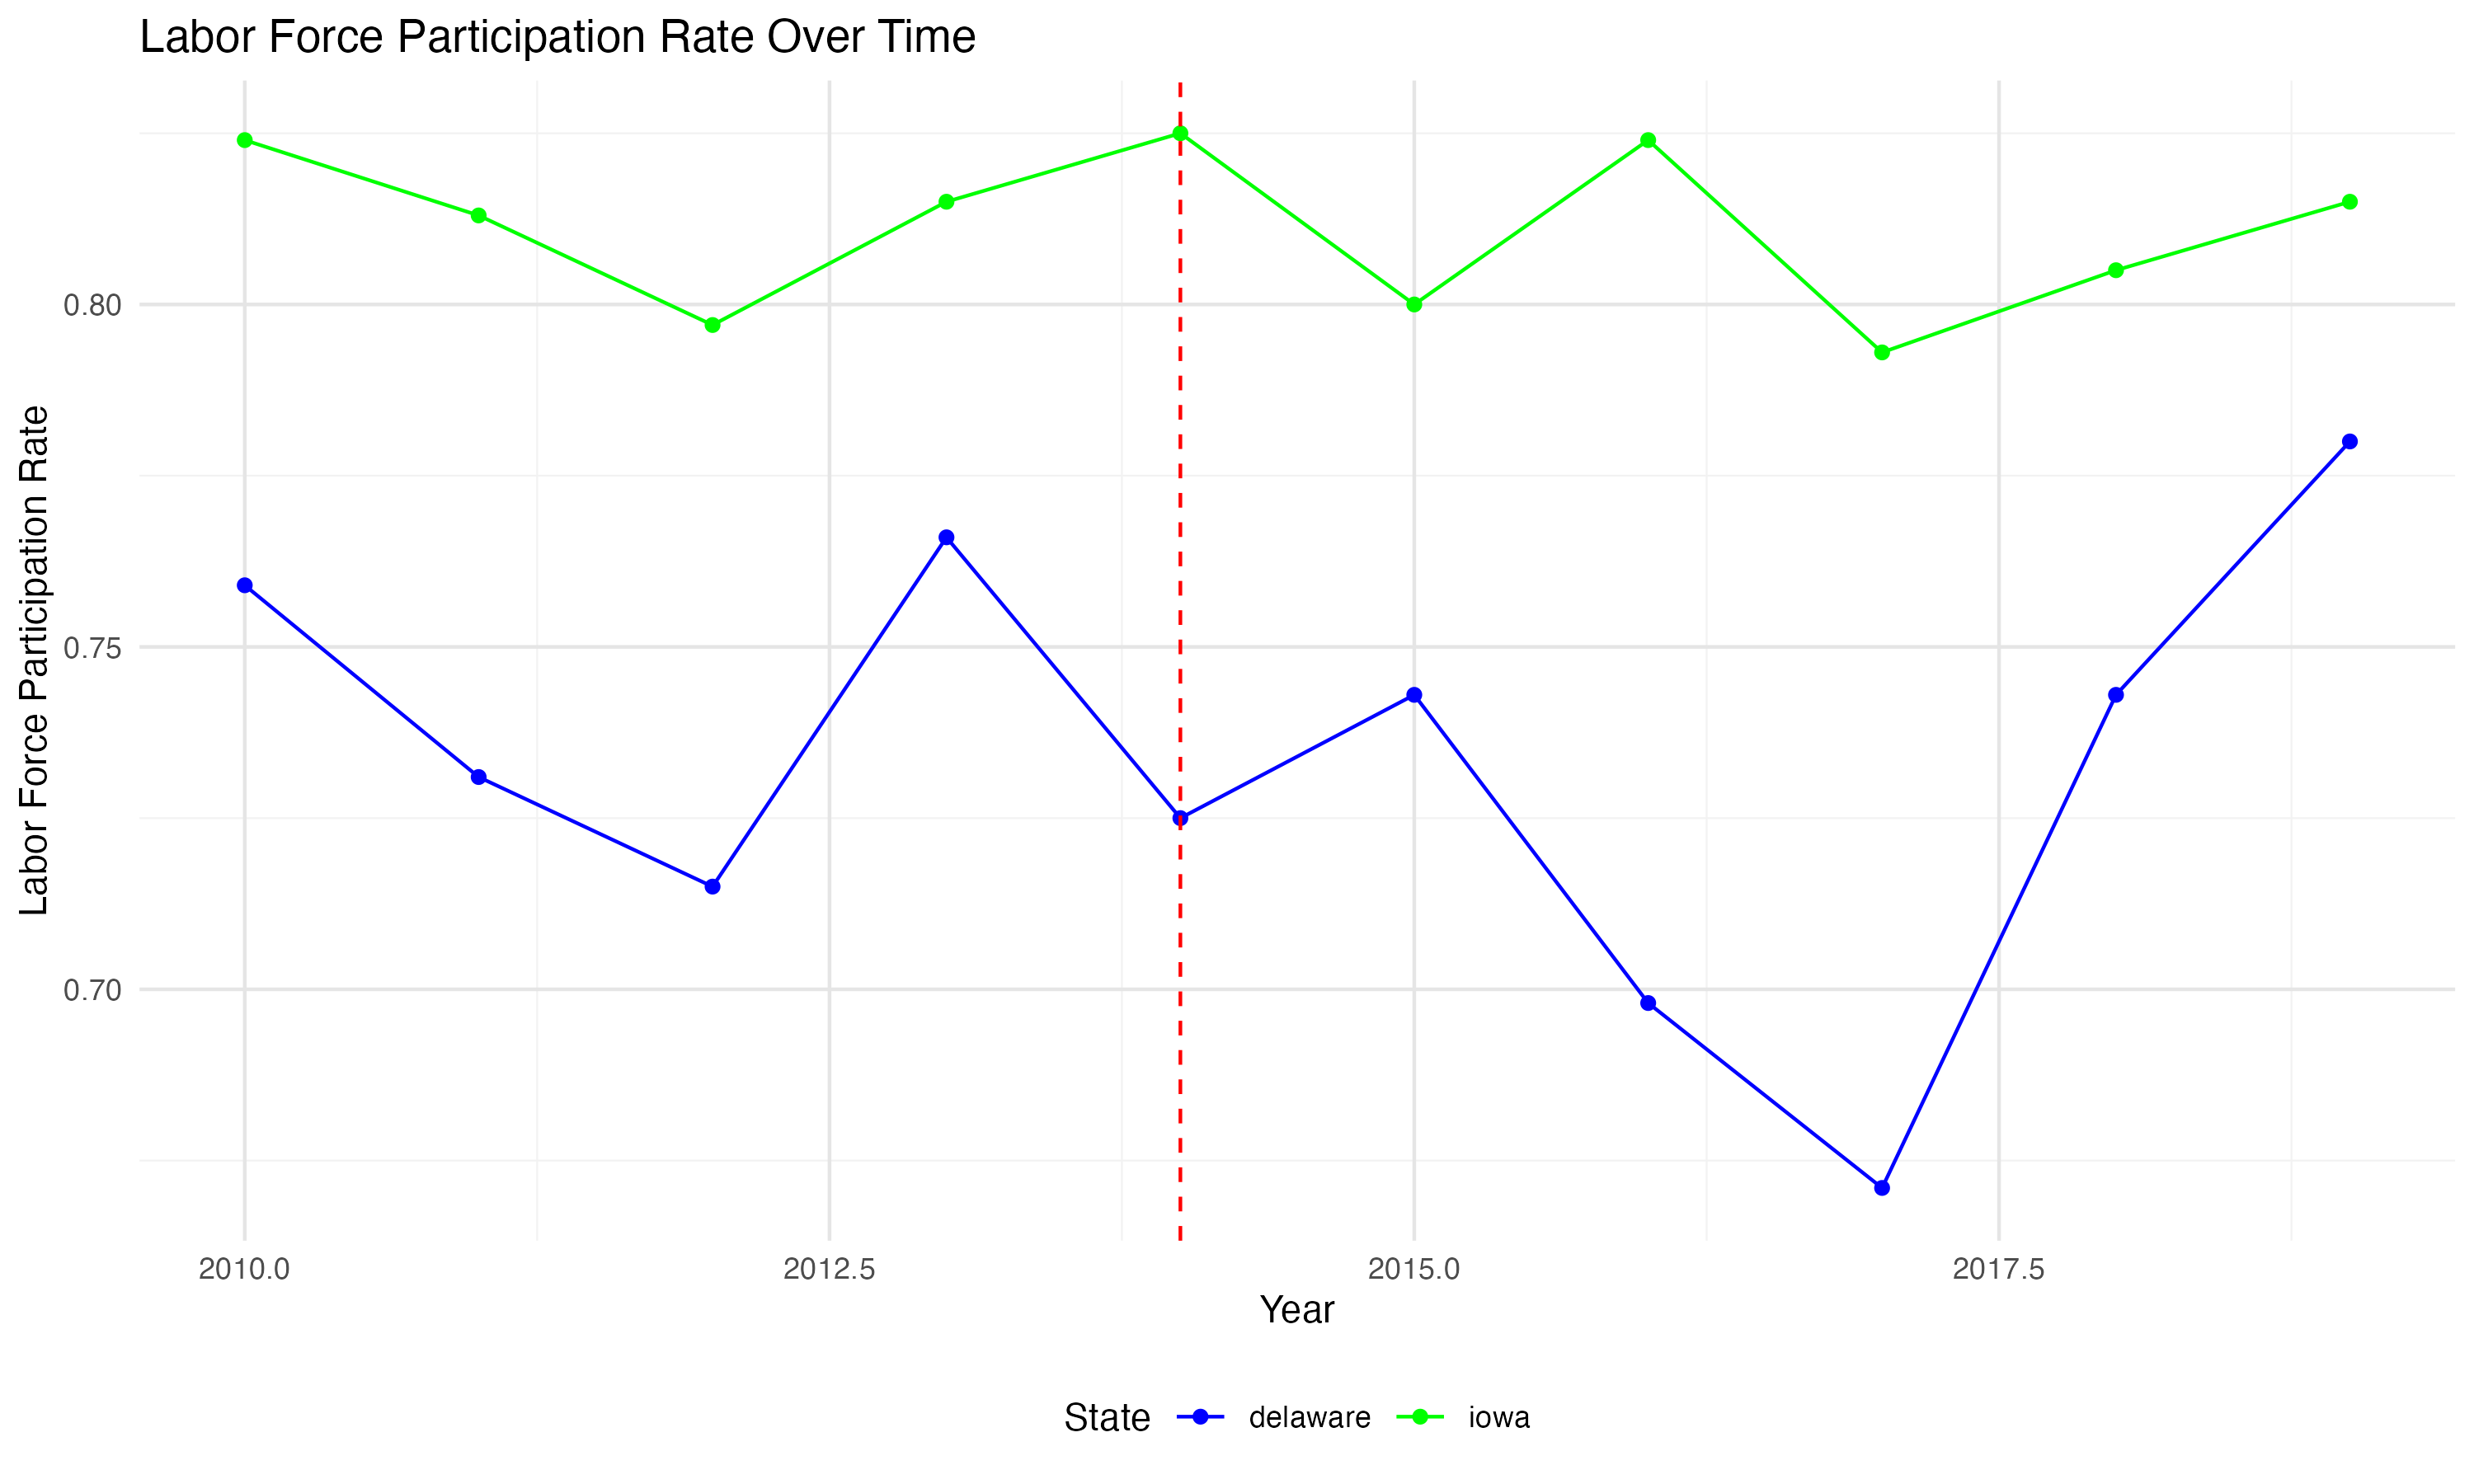 Labor Force Participation Rate Over Time
Labor Force Participation Rate
0.80
0.75
0.70
2010.0 2012.5 2015.0 2017.5
Year
State delaware iowa